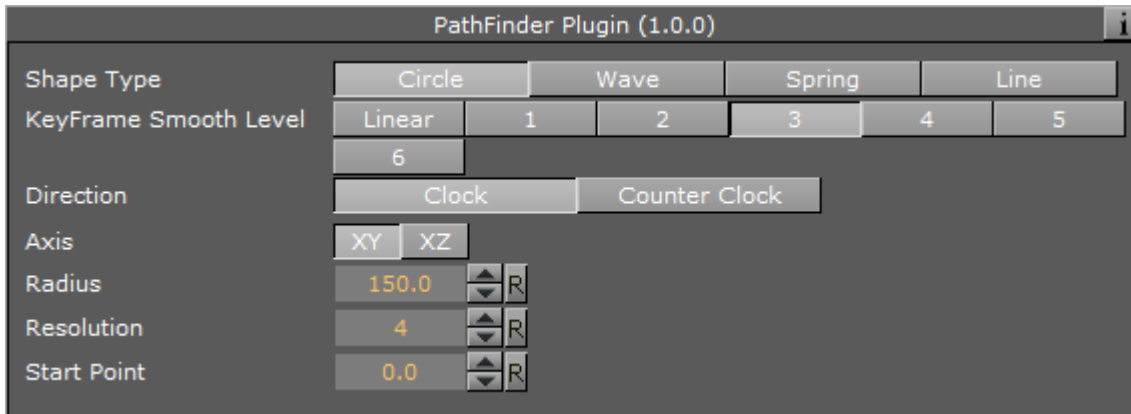 PathFinder Plugin (1.0.0) i
Shape Type Circle Wave Spring Line
KeyFrame Smooth Level Linear 1 2 3 4 5
6
Direction Clock Counter Clock
Axis XY XZ
Radius 150.0 R
Resolution 4 R
Start Point 0.0 R